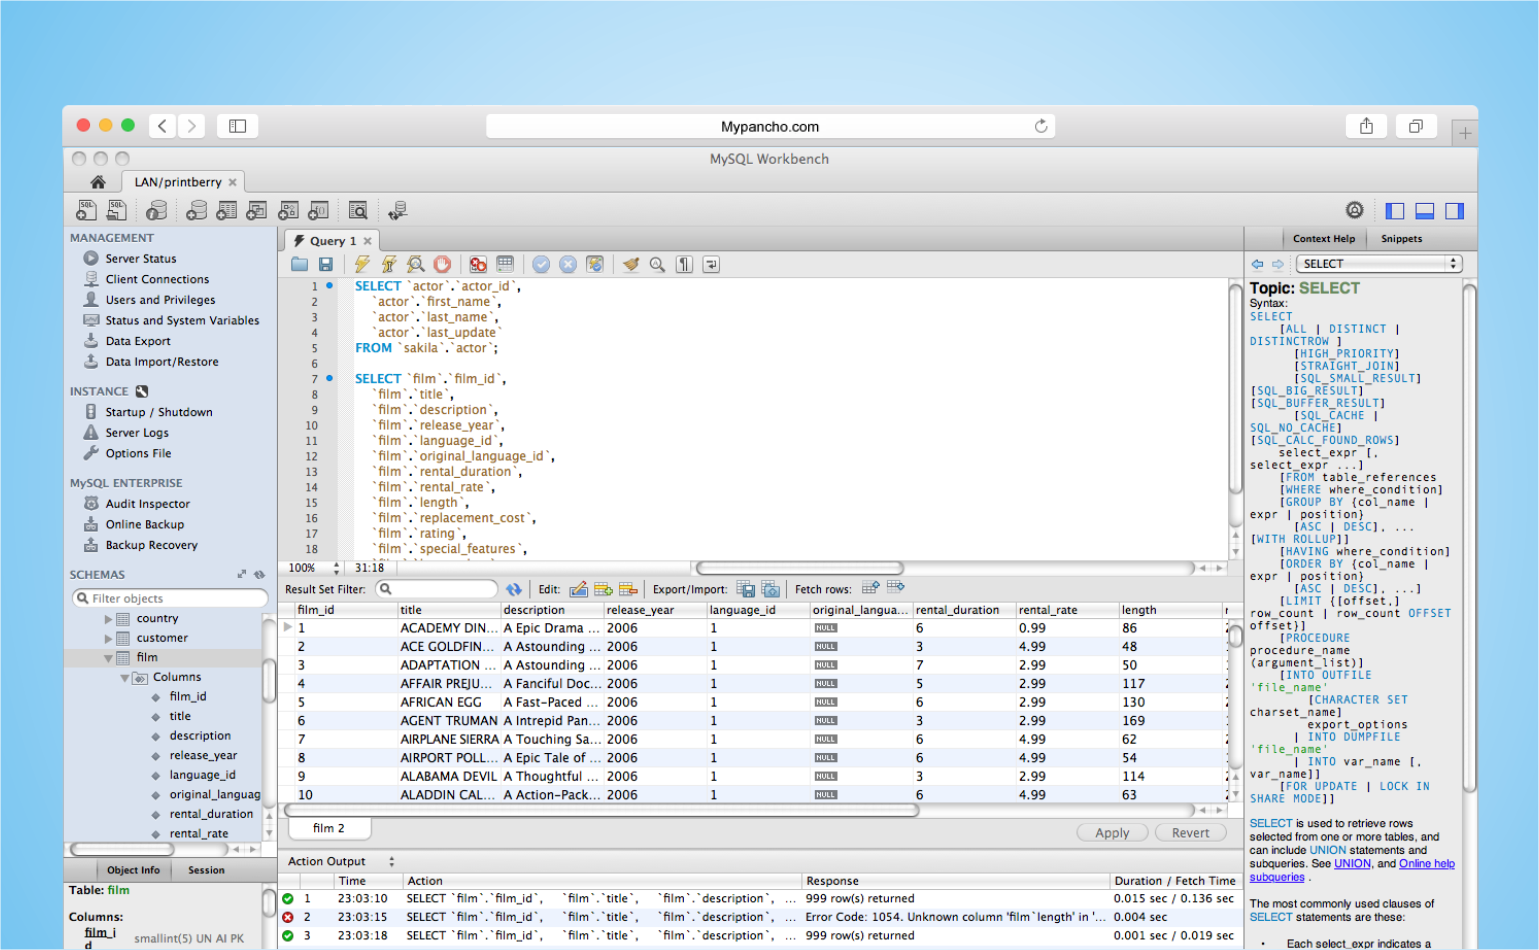 Mypancho.com
MySQL Workbench
LAN/printberry
MANAGEMENT
Server Status
Client Connections
Users and Privileges
Status and System Variables
Data Export
Data Import/Restore
INSTANCE
Startup / Shutdown
Server Logs
Options File
MySQL ENTERPRISE
Audit Inspector
Online Backup
Backup Recovery
SCHEMAS
Filter objects
country
customer
film
Columns
film_id
title
description
release_year
language_id
original_languag
rental_duration
rental_rate
Object Info Session
Table: film
Columns:
film_i
d smallint(5) UN AI PK
Query 1
1 SELECT `actor`.`actor_id`,
2 `actor`.`first_name`,
3 `actor`.`last_name`,
4 `actor`.`last_update`
5 FROM `sakila`.`actor`;
6
7 SELECT `film`.`film_id`,
8 `film`.`title`,
9 `film`.`description`,
10 `film`.`release_year`,
11 `film`.`language_id`,
12 `film`.`original_language_id`,
13 `film`.`rental_duration`,
14 `film`.`rental_rate`,
15 `film`.`length`,
16 `film`.`replacement_cost`,
17 `film`.`rating`,
18 `film`.`special_features`,
100% 31:18
Result Set Filter: Edit: Export/Import: Fetch rows:
film_id title description release_year language_id original_langua... rental_duration rental_rate length
1 ACADEMY DIN... A Epic Drama ... 2006 1 NULL 6 0.99 86
2 ACE GOLDFIN... A Astounding ... 2006 1 NULL 3 4.99 48
3 ADAPTATION ... A Astounding ... 2006 1 NULL 7 2.99 50
4 AFFAIR PREJU... A Fanciful Doc... 2006 1 NULL 5 2.99 117
5 AFRICAN EGG A Fast-Paced ... 2006 1 NULL 6 2.99 130
6 AGENT TRUMAN A Intrepid Pan... 2006 1 NULL 3 2.99 169
7 AIRPLANE SIERRA A Touching Sa... 2006 1 NULL 6 4.99 62
8 AIRPORT POLL... A Epic Tale of ... 2006 1 NULL 6 4.99 54
9 ALABAMA DEVIL A Thoughtful ... 2006 1 NULL 3 2.99 114
10 ALADDIN CAL... A Action-Pack... 2006 1 NULL 6 4.99 63
film 2
Apply Revert
Action Output
Time Action Response Duration / Fetch Time
1 23:03:10 SELECT `film`.`film_id`, `film`.`title`, `film`.`description`, ... 999 row(s) returned 0.015 sec / 0.136 sec
2 23:03:15 SELECT `film`.`film_id`, `film`.`title`, `film`.`description`, ... Error Code: 1054. Unknown column 'film`length' in '... 0.004 sec
3 23:03:18 SELECT `film`.`film_id`, `film`.`title`, `film`.`description`, ... 999 row(s) returned 0.001 sec / 0.019 sec
Context Help Snippets
SELECT
Topic: SELECT
Syntax:
SELECT
[ALL | DISTINCT |
DISTINCTROW ]
[HIGH_PRIORITY]
[STRAIGHT_JOIN]
[SQL_SMALL_RESULT]
[SQL_BIG_RESULT]
[SQL_BUFFER_RESULT]
[SQL_CACHE |
SQL_NO_CACHE]
[SQL_CALC_FOUND_ROWS]
select_expr [,
select_expr ...]
[FROM table_references
[WHERE where_condition]
[GROUP BY {col_name |
expr | position}
[ASC | DESC], ...
[WITH ROLLUP]]
[HAVING where_condition]
[ORDER BY {col_name |
expr | position}
[ASC | DESC], ...]
[LIMIT {[offset,]
row_count | row_count OFFSET
offset}]
[PROCEDURE
procedure_name
(argument_list)]
[INTO OUTFILE
'file_name'
[CHARACTER SET
charset_name]
export_options
| INTO DUMPFILE
'file_name'
| INTO var_name [,
var_name]]
[FOR UPDATE | LOCK IN
SHARE MODE]]
SELECT is used to retrieve rows
selected from one or more tables, and
can include UNION statements and
subqueries. See UNION, and Online help
subqueries .
The most commonly used clauses of
SELECT statements are these:
• Each select_expr indicates a